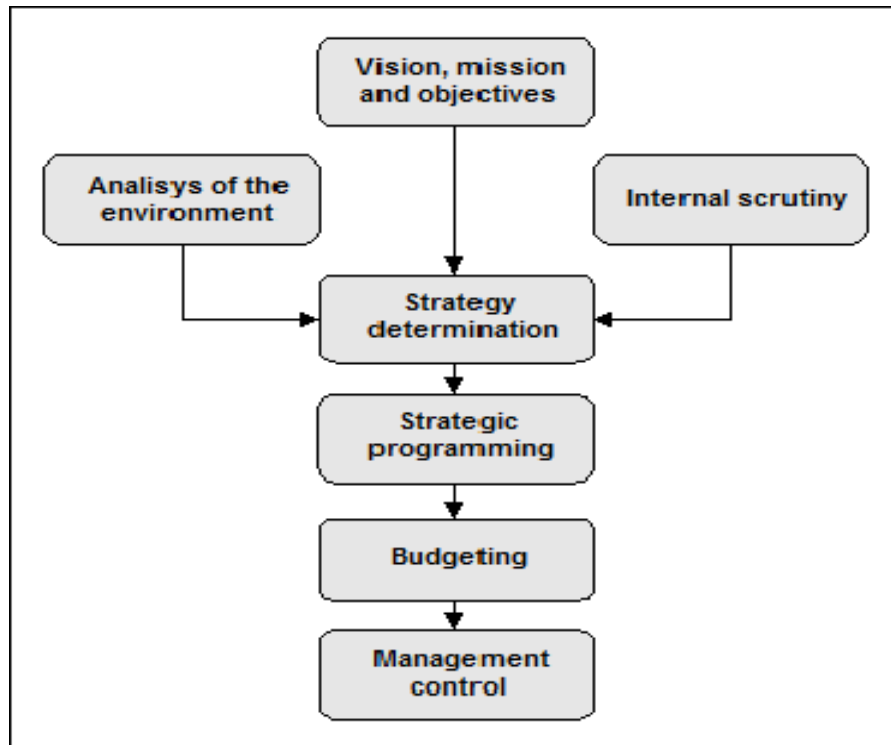 Vision, mission
and objectives
Analisys of the
environment
Internal scrutiny
Strategy
determination
Strategic
programming
Budgeting
Management
control